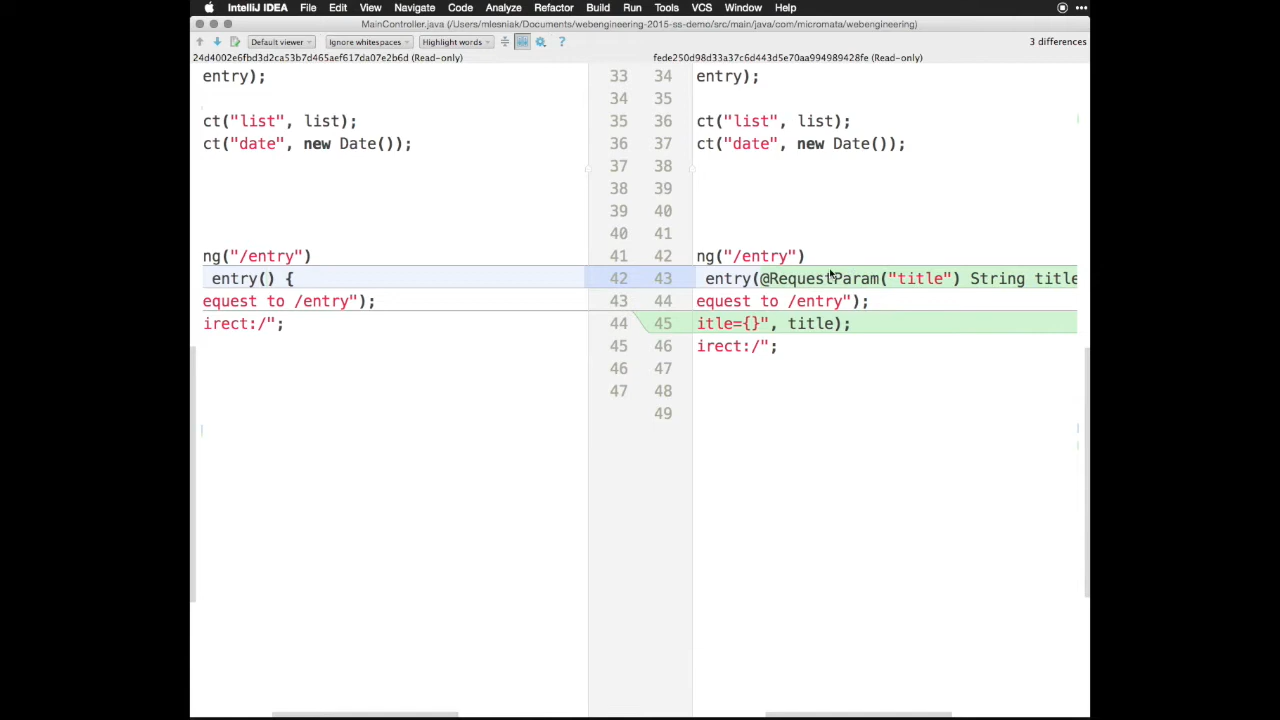 IntelliJ IDEA File Edit View Navigate Code Analyze Refactor Build Run Tools VCS Window Help
MainController.java (/Users/mlesniak/Documents/webengineering-2015-ss-demo/src/main/java/com/micromata/webengineering)
Default viewer Ignore whitespaces Highlight words ? 3 differences
24d4002e6fbd3d2ca53b7d465aef617da07e2b6d (Read-only) fede250d98d33a37c6d443d5e70aa994989428fe (Read-only)
entry); 33 34 entry);
34 35
ct("list", list); 35 36 ct("list", list);
ct("date", new Date()); 36 37 ct("date", new Date());
37 38
38 39
39 40
40 41
ng("/entry") 41 42 ng("/entry")
entry() { 42 43 entry(@RequestParam("title") String title
equest to /entry"); 43 44 equest to /entry");
irect:/"; 44 45 itle={}", title);
45 46 irect:/";
46 47
47 48
49